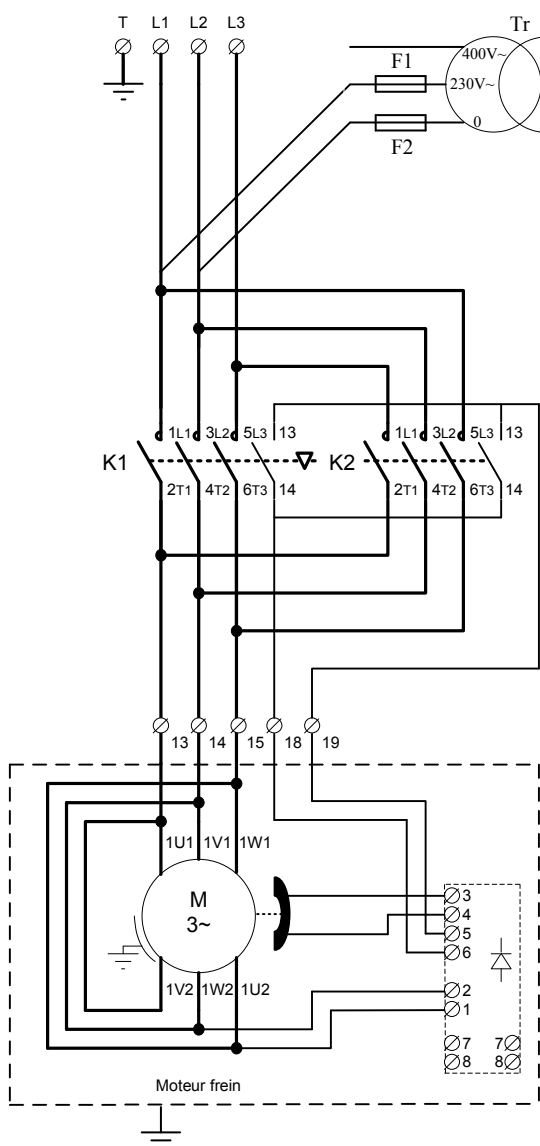 T L1 L2 L3 Tr
400V~
F1
230V~
0
F2
1L1 3L2 5L3 13 1L1 3L2 5L3 13
K1 K2
2T1 4T2 6T3 14 2T1 4T2 6T3 14
13 14 15 18 19
1U1 1V1 1W1
M
3~
3
4
5
6
1V2 1W2 1U2
2
1
7 7
8 8
Moteur frein